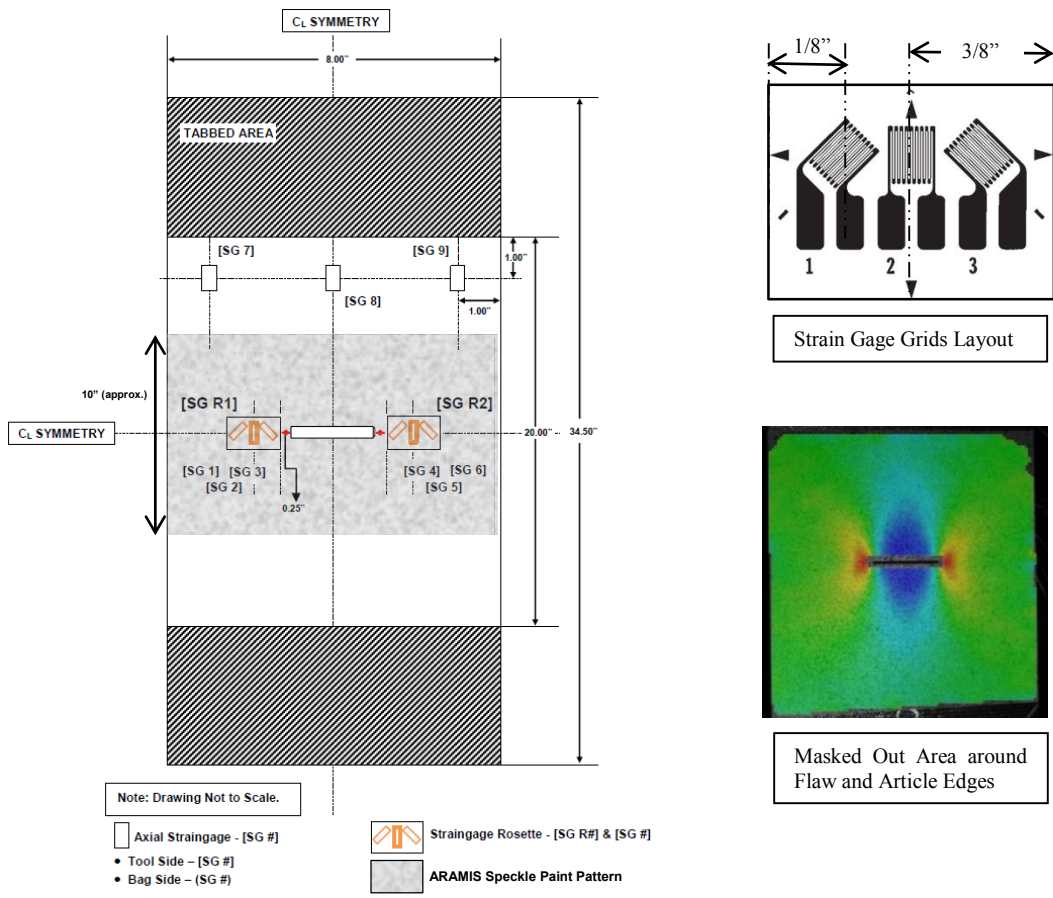 C_L SYMMETRY
8.00"
TABBED AREA
[SG 7]
[SG 9]
1.00"
[SG 8]
1.00"
10" (approx.)
[SG R1]
[SG R2]
C_L SYMMETRY
20.00"
34.50"
[SG 1] [SG 3]
[SG 4] [SG 6]
[SG 2]
[SG 5]
0.25"
Note: Drawing Not to Scale.
Axial Straingage - [SG #]
• Tool Side – [SG #]
• Bag Side – (SG #)
Straingage Rosette - [SG R#] & [SG #]
ARAMIS Speckle Paint Pattern
1/8”
3/8”
1
2
3
Strain Gage Grids Layout
Masked Out Area around
Flaw and Article Edges